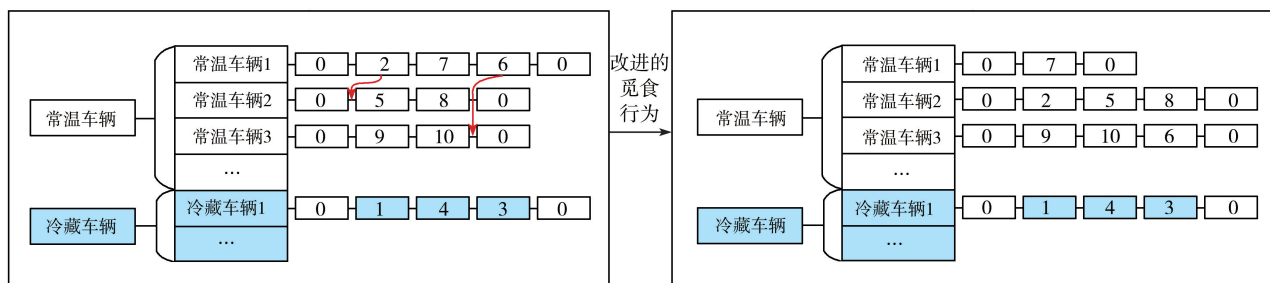 常温车辆
常温车辆1 0 2 7 6 0
常温车辆2 0 5 8 0
常温车辆3 0 9 10 0
…
冷藏车辆
冷藏车辆1 0 1 4 3 0
…
改进的
觅食
行为
常温车辆
常温车辆1 0 7 0
常温车辆2 0 2 5 8 0
常温车辆3 0 9 10 6 0
…
冷藏车辆
冷藏车辆1 0 1 4 3 0
…